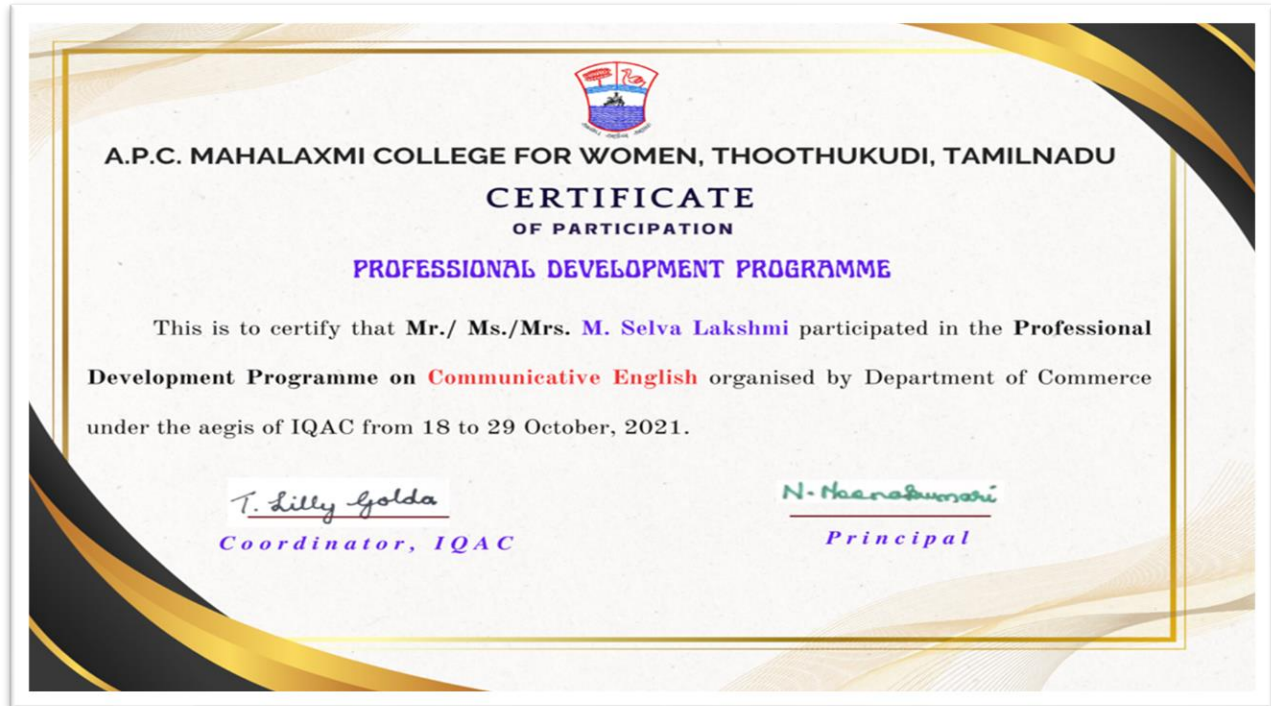 A.P.C. MAHALAXMI COLLEGE FOR WOMEN, THOOTHUKUDI, TAMILNADU
CERTIFICATE
OF PARTICIPATION
PROFESSIONAL DEVELOPMENT PROGRAMME
This is to certify that Mr./ Ms./Mrs. M. Selva Lakshmi participated in the Professional
Development Programme on Communicative English organised by Department of Commerce
under the aegis of IQAC from 18 to 29 October, 2021.
T. Lilly Golda
Coordinator, IQAC
N. Meenakumari
Principal